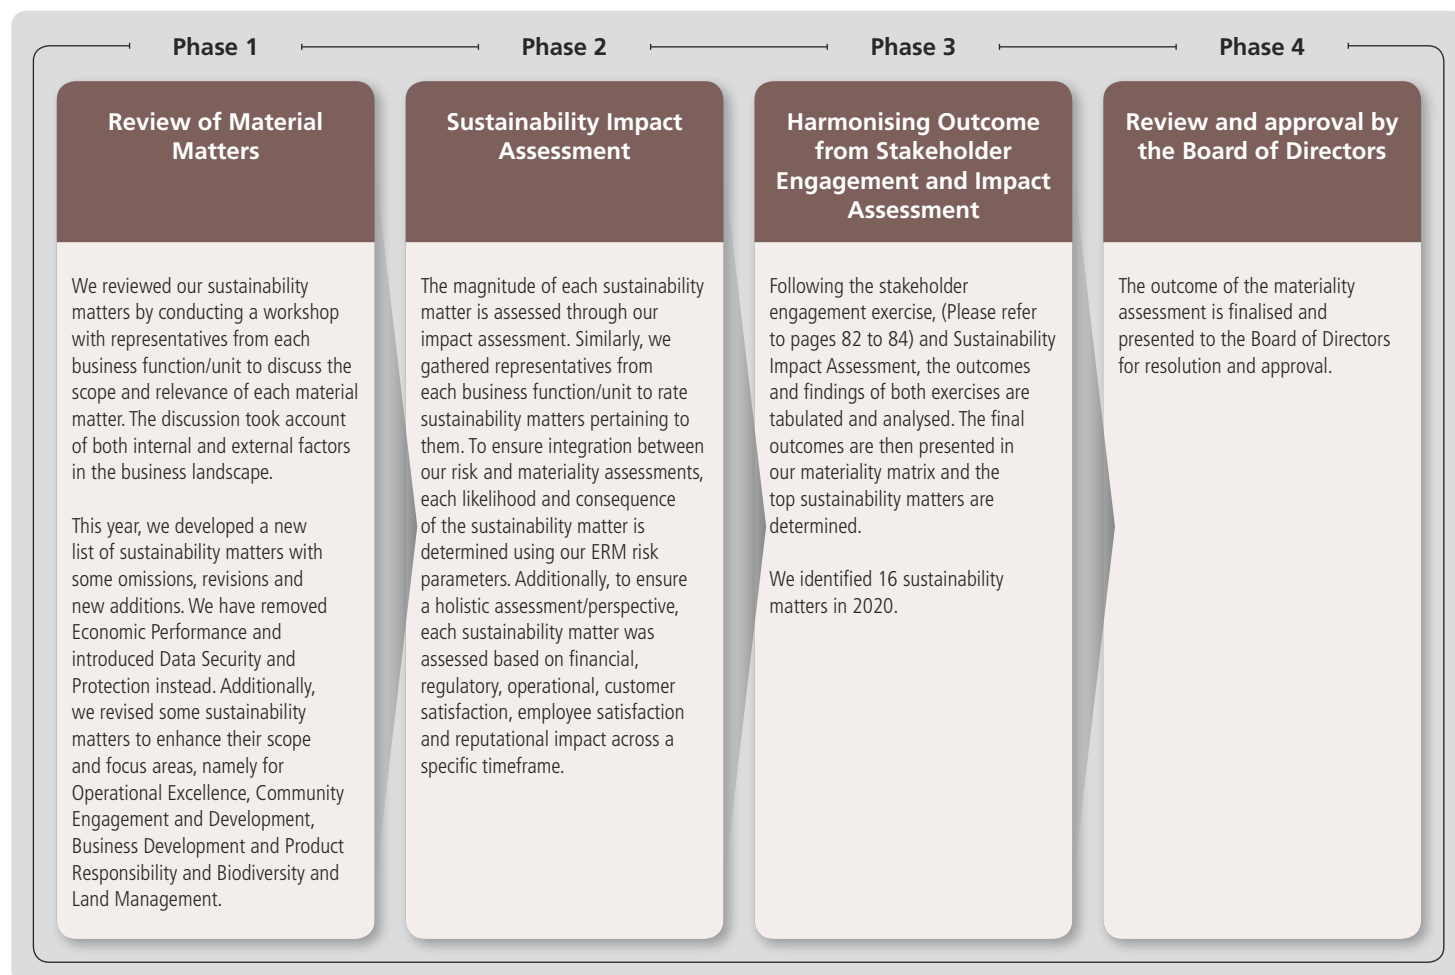 Phase 1
Phase 2
Phase 3
Phase 4
Review of Material
Matters
We reviewed our sustainability
matters by conducting a workshop
with representatives from each
business function/unit to discuss the
scope and relevance of each material
matter. The discussion took account
of both internal and external factors
in the business landscape.
This year, we developed a new
list of sustainability matters with
some omissions, revisions and
new additions. We have removed
Economic Performance and
introduced Data Security and
Protection instead. Additionally,
we revised some sustainability
matters to enhance their scope
and focus areas, namely for
Operational Excellence, Community
Engagement and Development,
Business Development and Product
Responsibility and Biodiversity and
Land Management.
Sustainability Impact
Assessment
The magnitude of each sustainability
matter is assessed through our
impact assessment. Similarly, we
gathered representatives from
each business function/unit to rate
sustainability matters pertaining to
them. To ensure integration between
our risk and materiality assessments,
each likelihood and consequence
of the sustainability matter is
determined using our ERM risk
parameters. Additionally, to ensure
a holistic assessment/perspective,
each sustainability matter was
assessed based on financial,
regulatory, operational, customer
satisfaction, employee satisfaction
and reputational impact across a
specific timeframe.
Harmonising Outcome
from Stakeholder
Engagement and Impact
Assessment
Following the stakeholder
engagement exercise, (Please refer
to pages 82 to 84) and Sustainability
Impact Assessment, the outcomes
and findings of both exercises are
tabulated and analysed. The final
outcomes are then presented in
our materiality matrix and the
top sustainability matters are
determined.
We identified 16 sustainability
matters in 2020.
Review and approval by
the Board of Directors
The outcome of the materiality
assessment is finalised and
presented to the Board of Directors
for resolution and approval.